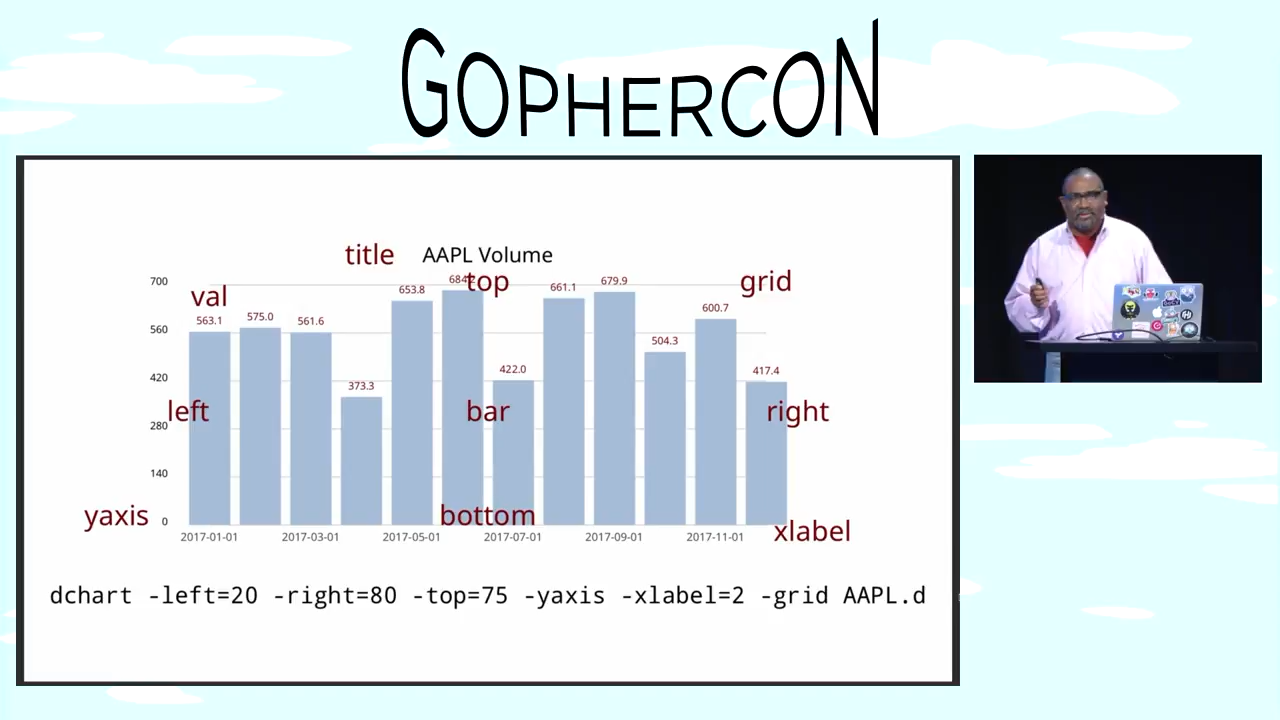 GOPHERCON
title AAPL Volume
700 684.2 top grid
val 653.8 661.1 679.9
563.1 575.0 561.6 600.7
560
504.3
420 373.3 422.0 417.4
left bar right
280
140
yaxis 0 bottom xlabel
2017-01-01 2017-03-01 2017-05-01 2017-07-01 2017-09-01 2017-11-01
dchart -left=20 -right=80 -top=75 -yaxis -xlabel=2 -grid AAPL.d